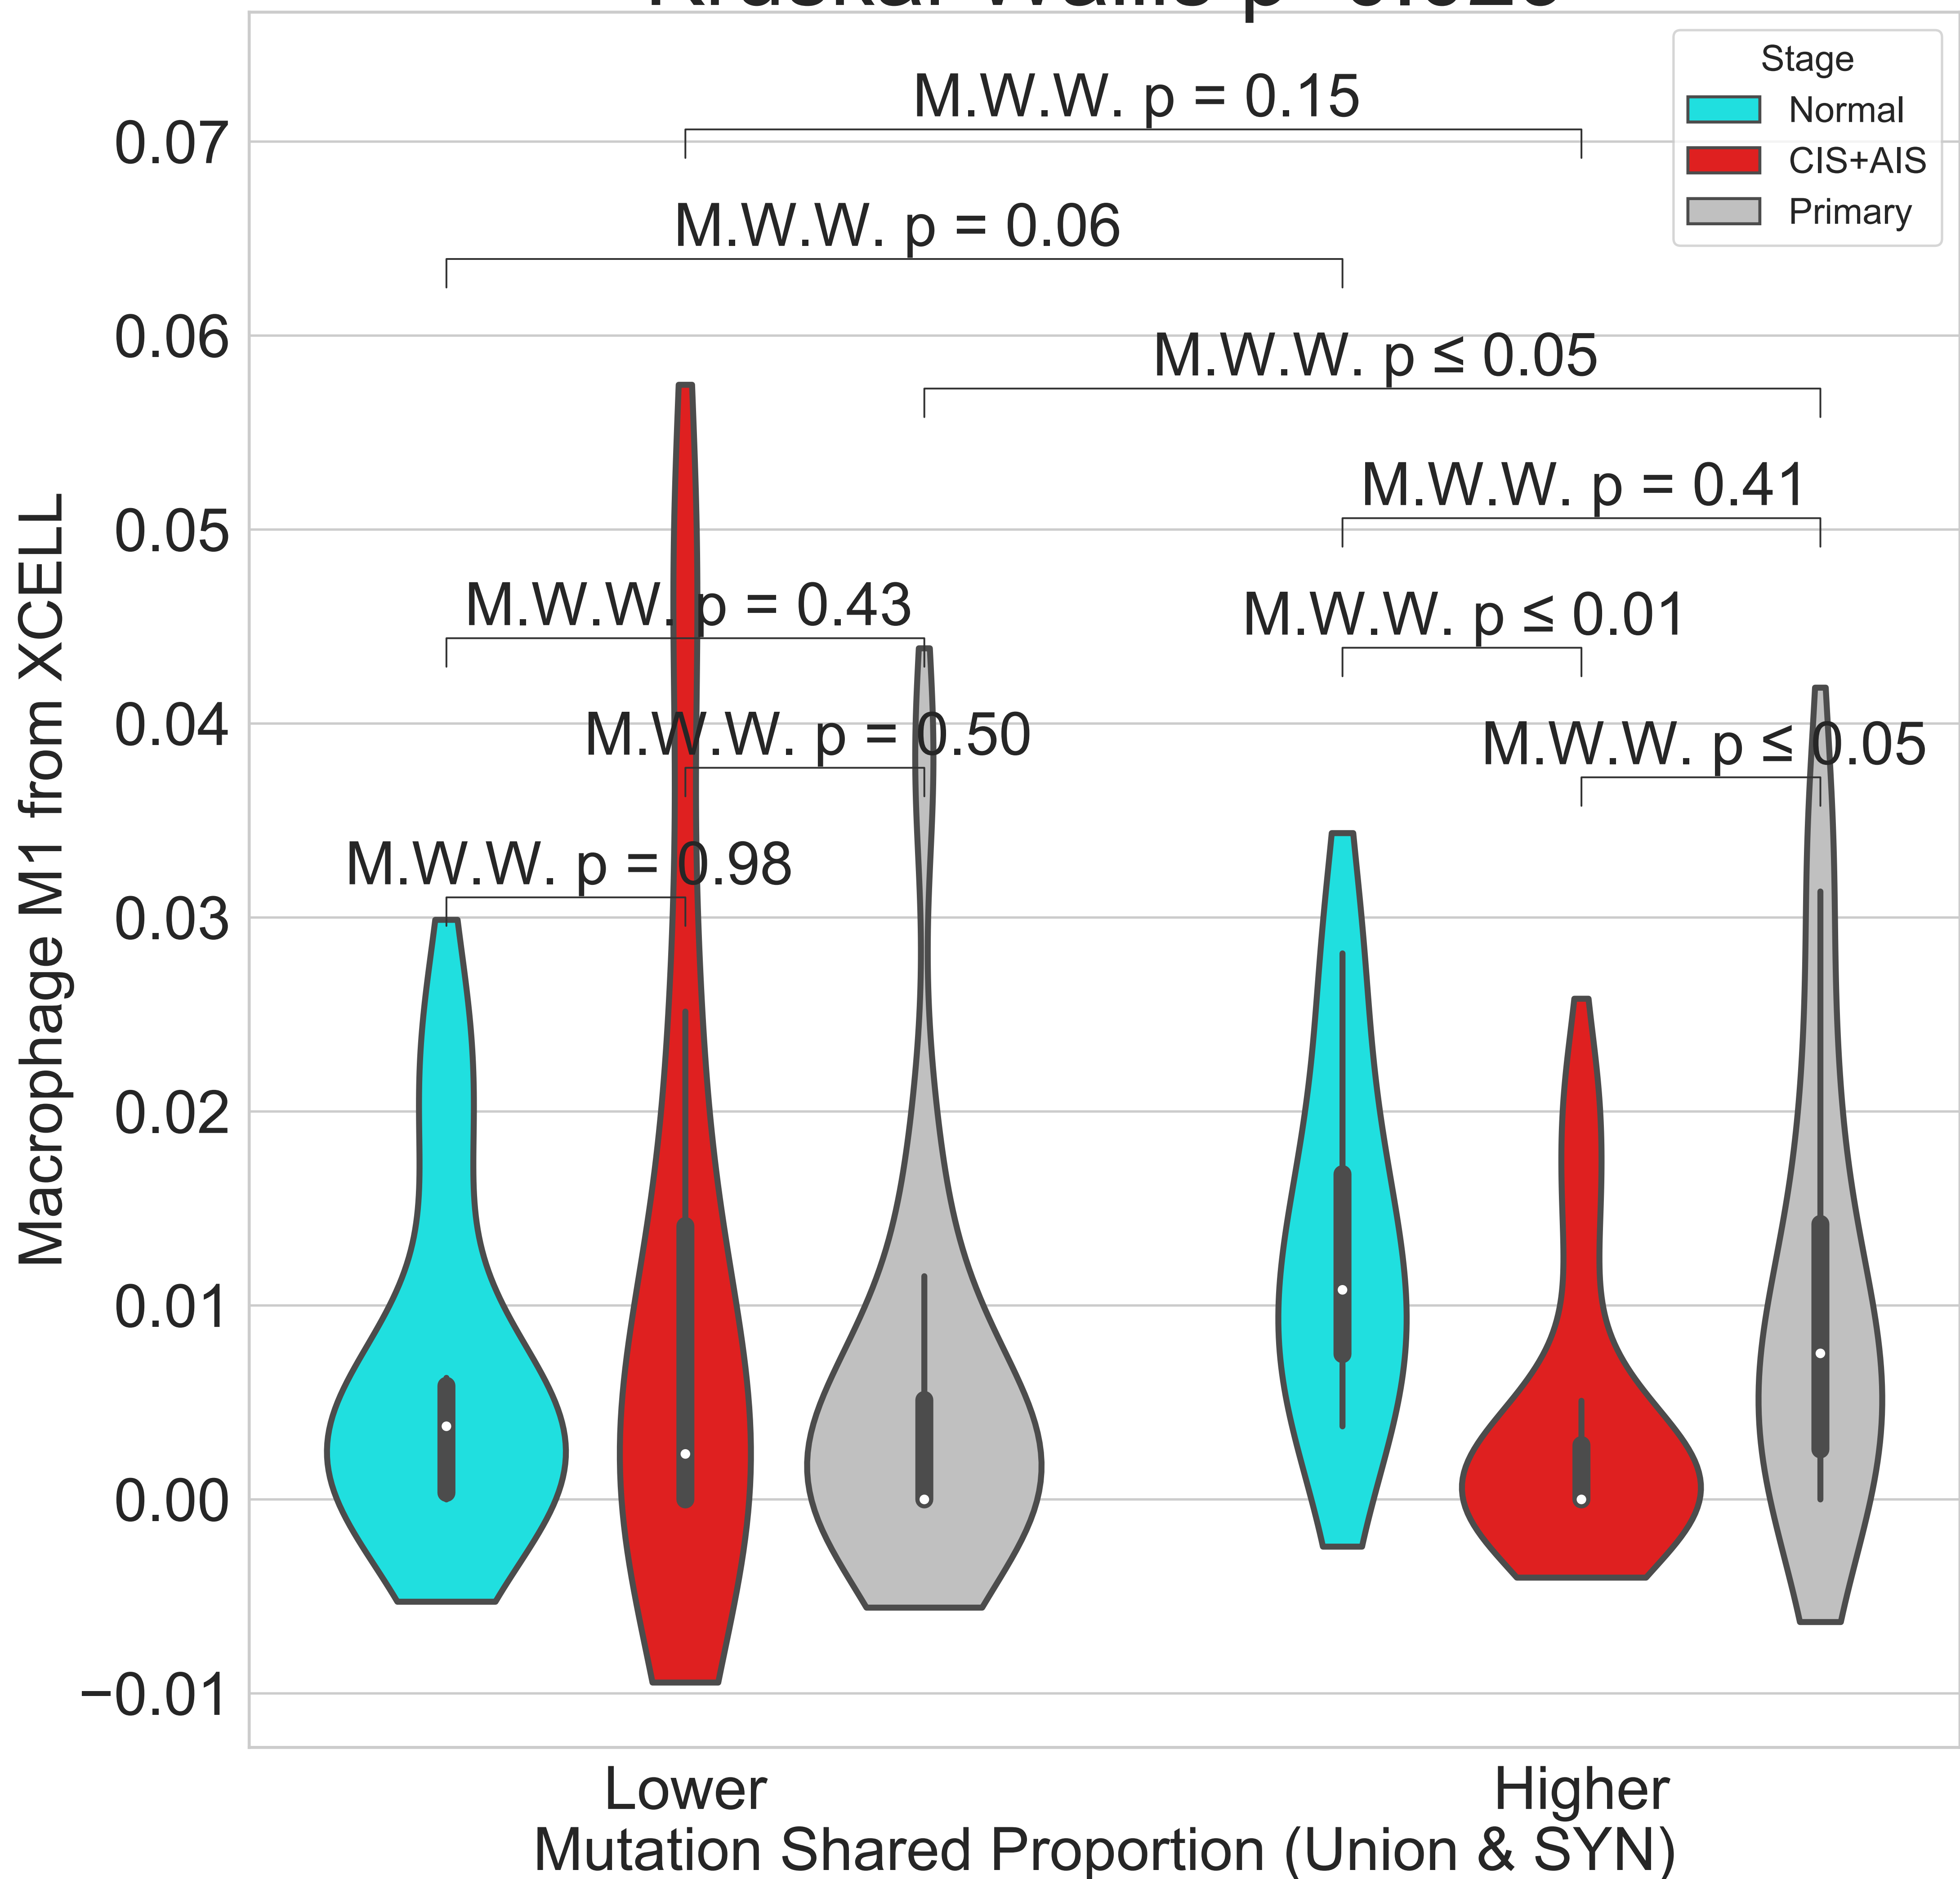 M.W.W. p = 0.15
M.W.W. p = 0.06
M.W.W. p ≤ 0.05
M.W.W. p = 0.41
M.W.W. p = 0.43
M.W.W. p ≤ 0.01
M.W.W. p = 0.50
M.W.W. p ≤ 0.05
M.W.W. p = 0.98
Stage
Normal
CIS+AIS
Primary
Macrophage M1 from XCELL
0.07
0.06
0.05
0.04
0.03
0.02
0.01
0.00
−0.01
Lower
Higher
Mutation Shared Proportion (Union & SYN)